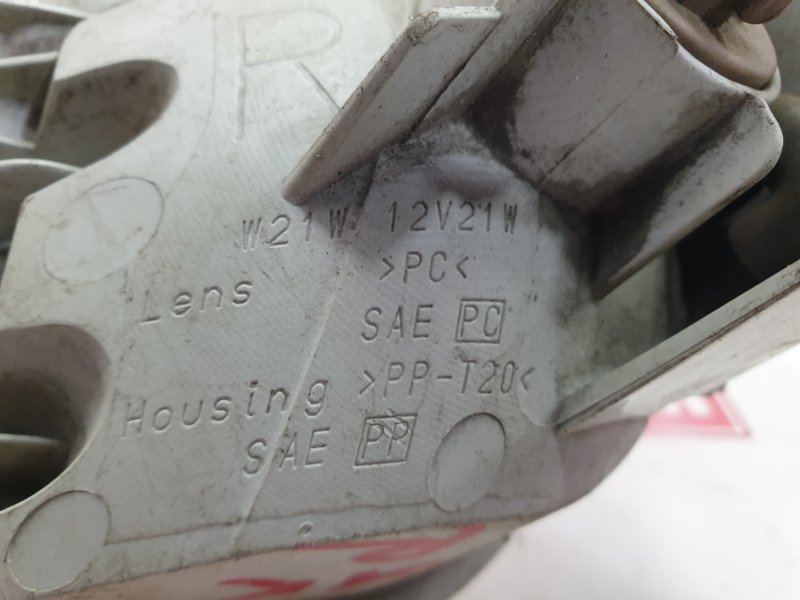 R
W21W 12V21W
Lens >PC<
SAE PC
Housing >PP-T20<
SAE PP